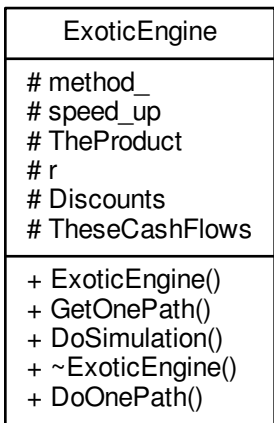 ExoticEngine
# method_
# speed_up
# TheProduct
# r
# Discounts
# TheseCashFlows
+ ExoticEngine()
+ GetOnePath()
+ DoSimulation()
+ ~ExoticEngine()
+ DoOnePath()